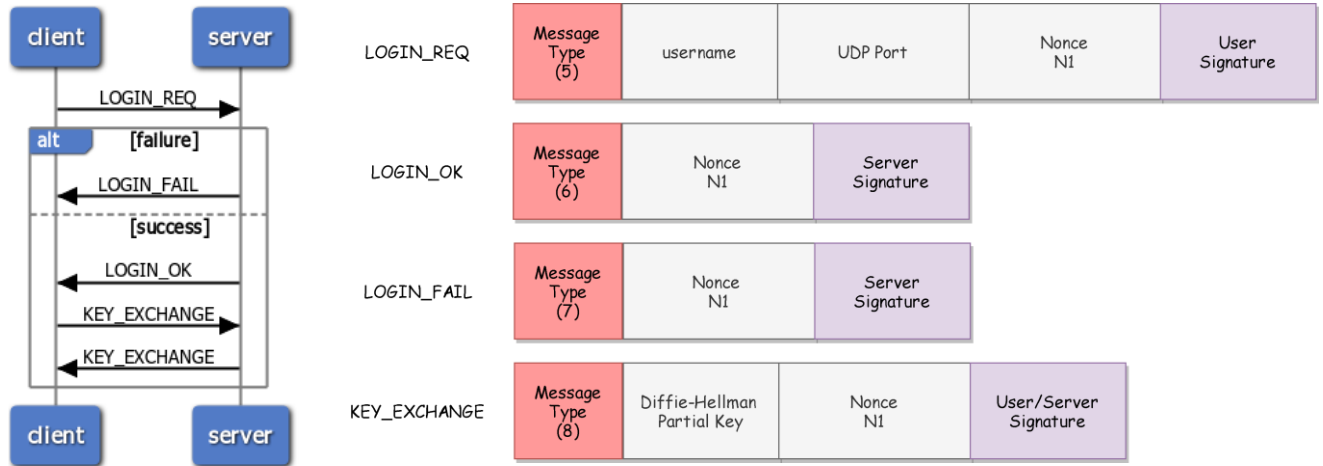 client
server
LOGIN_REQ
alt
[failure]
LOGIN_FAIL
[success]
LOGIN_OK
KEY_EXCHANGE
KEY_EXCHANGE
client
server
LOGIN_REQ
Message
Type
(5)
username
UDP Port
Nonce
N1
User
Signature
LOGIN_OK
Message
Type
(6)
Nonce
N1
Server
Signature
LOGIN_FAIL
Message
Type
(7)
Nonce
N1
Server
Signature
KEY_EXCHANGE
Message
Type
(8)
Diffie-Hellman
Partial Key
Nonce
N1
User/Server
Signature